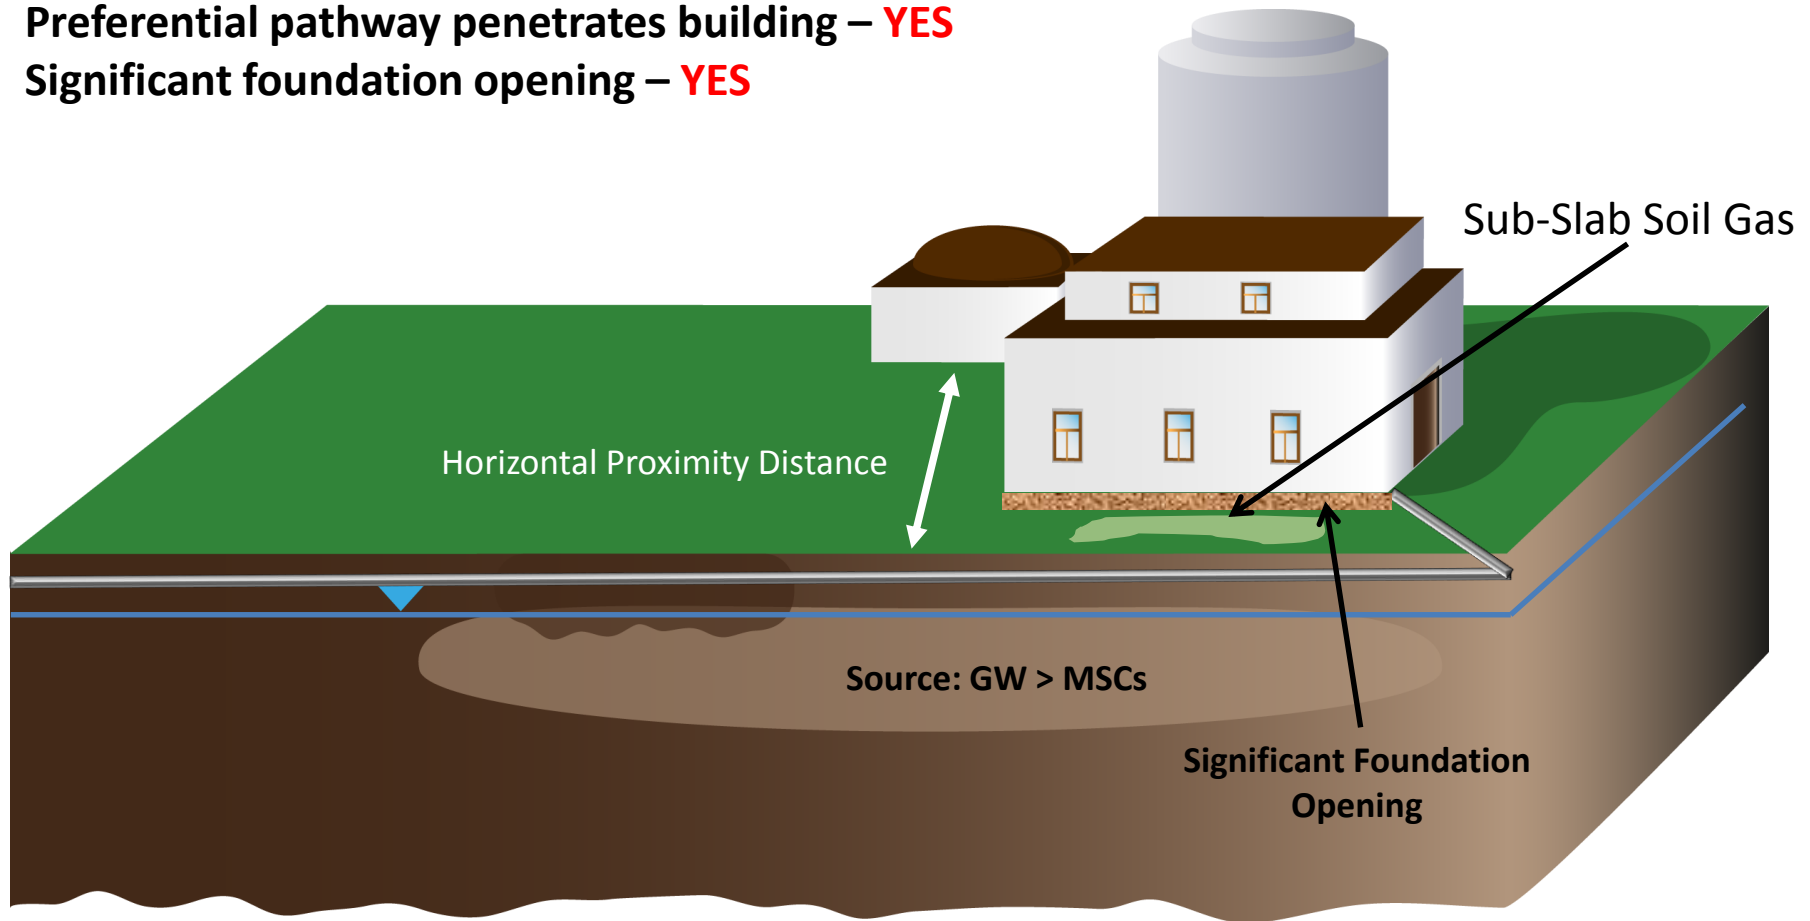 Preferential pathway penetrates building – YES
Significant foundation opening – YES
Sub-Slab Soil Gas
Horizontal Proximity Distance
Source: GW > MSCs
Significant Foundation
Opening